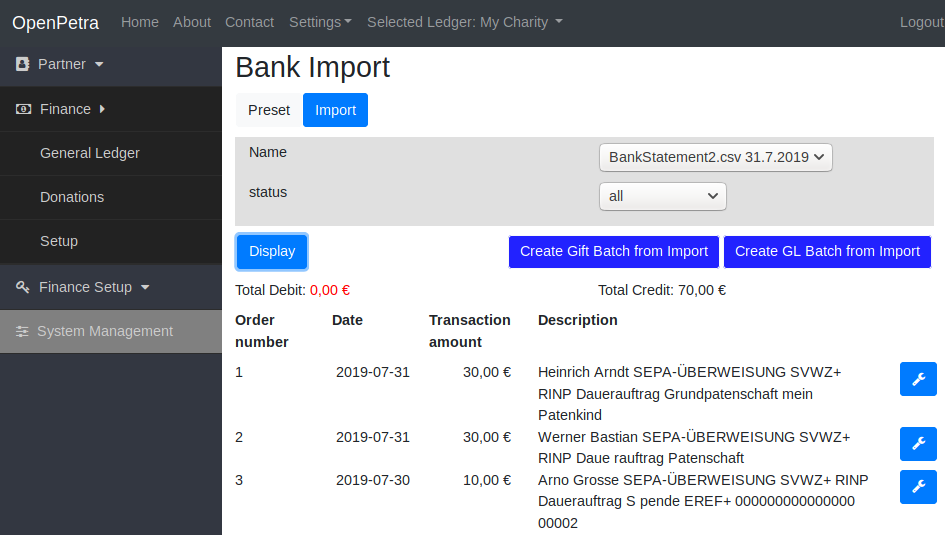 OpenPetra Home About Contact Settings Selected Ledger: My Charity Logout
Partner
Finance
General Ledger
Donations
Setup
Finance Setup
System Management
Bank Import
Preset Import
Name BankStatement2.csv 31.7.2019
status all
Display Create Gift Batch from Import Create GL Batch from Import
Total Debit: 0,00 € Total Credit: 70,00 €
Order Date Transaction Description
number amount
1 2019-07-31 30,00 € Heinrich Arndt SEPA-ÜBERWEISUNG SVWZ+
RINP Dauerauftrag Grundpatenschaft mein
Patenkind
2 2019-07-31 30,00 € Werner Bastian SEPA-ÜBERWEISUNG SVWZ+
RINP Daue rauftrag Patenschaft
3 2019-07-30 10,00 € Arno Grosse SEPA-ÜBERWEISUNG SVWZ+ RINP
Dauerauftrag S pende EREF+ 000000000000000
00002